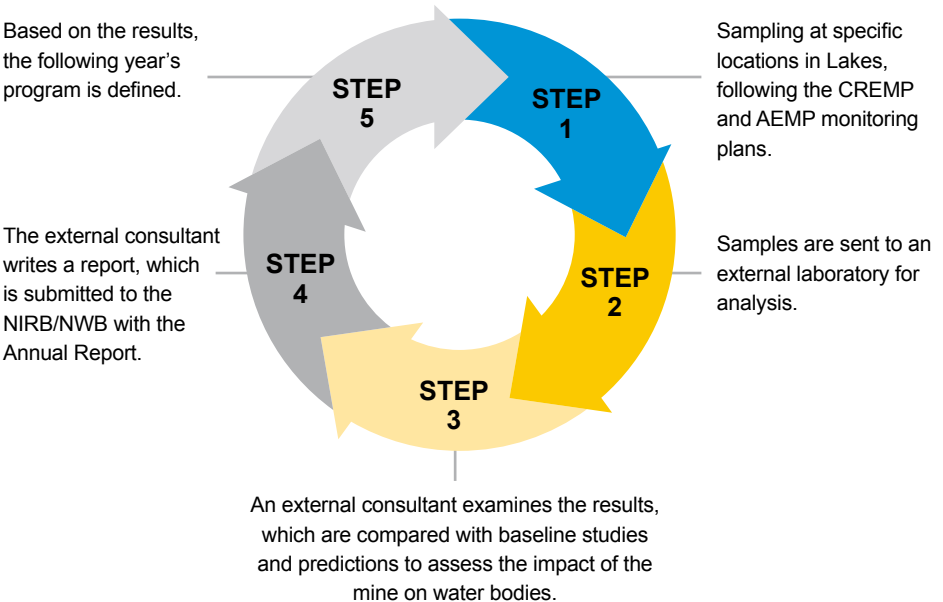 STEP
1
Sampling at specific
locations in Lakes,
following the CREMP
and AEMP monitoring
plans.
STEP
2
Samples are sent to an
external laboratory for
analysis.
STEP
3
An external consultant examines the results,
which are compared with baseline studies
and predictions to assess the impact of the
mine on water bodies.
STEP
4
The external consultant
writes a report, which
is submitted to the
NIRB/NWB with the
Annual Report.
STEP
5
Based on the results,
the following year’s
program is defined.